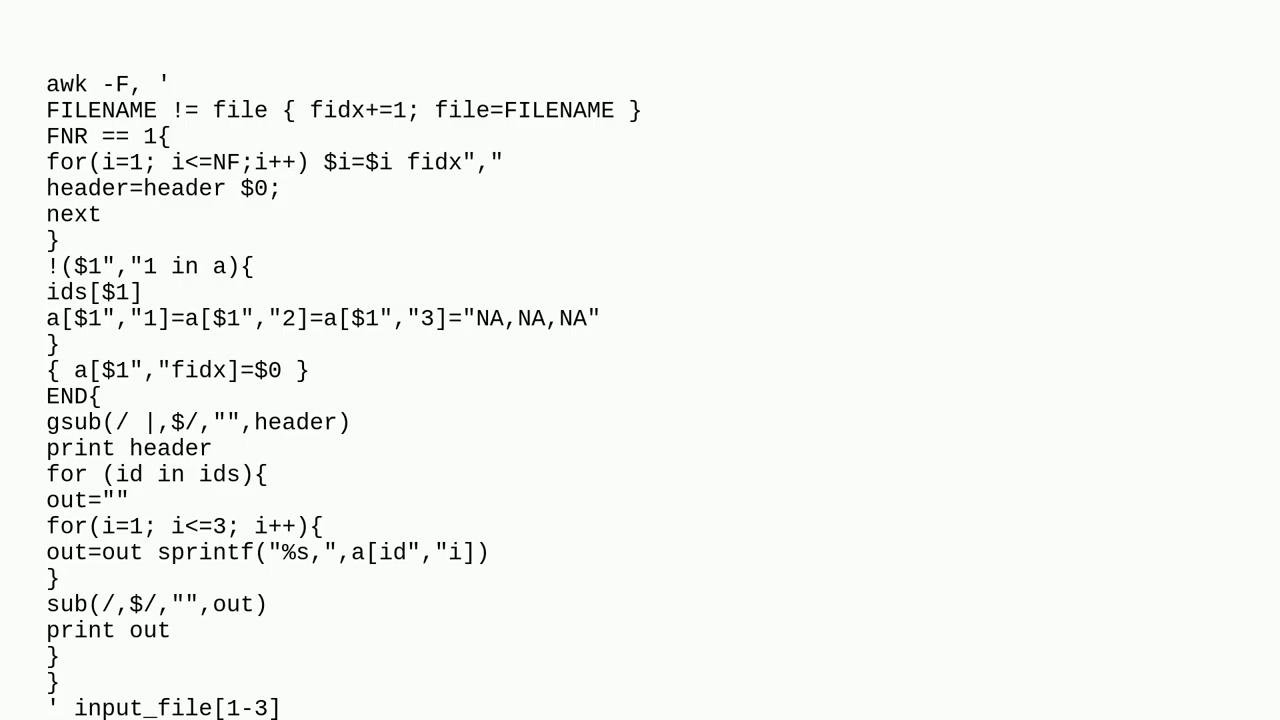 awk -F, '
FILENAME != file { fidx+=1; file=FILENAME }
FNR == 1{
for(i=1; i<=NF;i++) $i=$i fidx","
header=header $0;
next
}
!($1","1 in a){
ids[$1]
a[$1","1]=a[$1","2]=a[$1","3]="NA,NA,NA"
}
{ a[$1","fidx]=$0 }
END{
gsub(/ |,$/,"",header)
print header
for (id in ids){
out=""
for(i=1; i<=3; i++){
out=out sprintf("%s,",a[id","i])
}
sub(/,$/,"",out)
print out
}
}
' input_file[1-3]